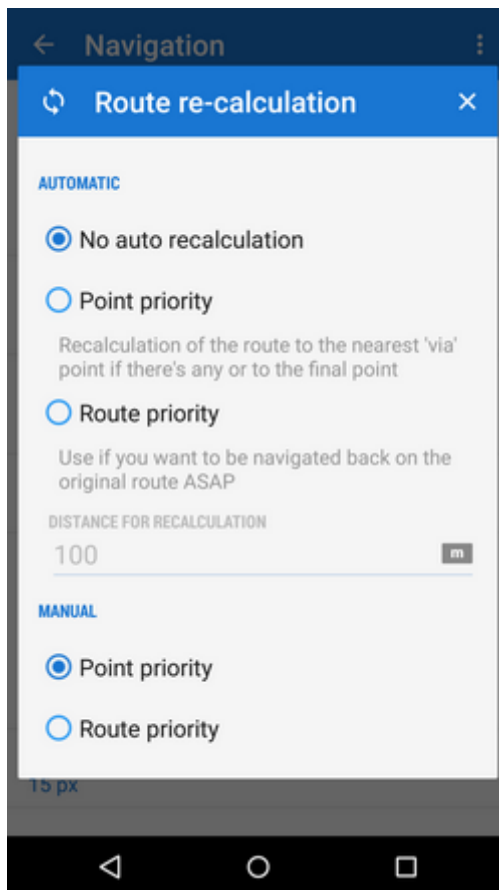 Navigation
Route re-calculation
AUTOMATIC
No auto recalculation
Point priority
Recalculation of the route to the nearest 'via'
point if there's any or to the final point
Route priority
Use if you want to be navigated back on the
original route ASAP
DISTANCE FOR RECALCULATION
100 m
MANUAL
Point priority
Route priority
15 px